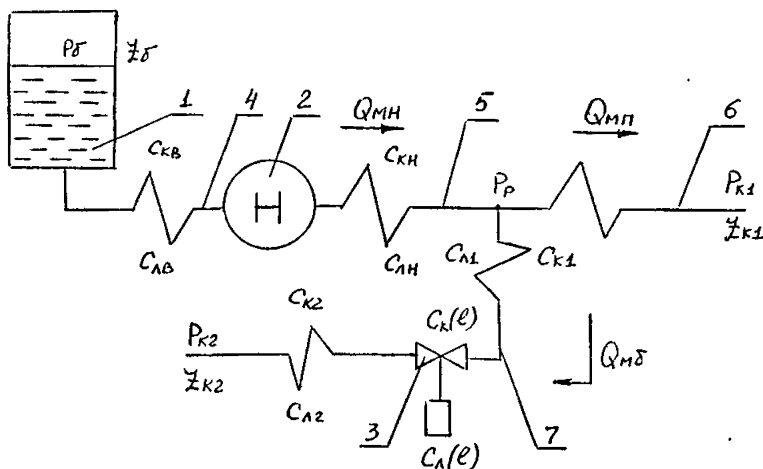 Pб Zб
1 4 2 Qмн 5 Qмп 6
Cкв Cкн
H
Pр
Pк1
Zк1
Cлв Cлн
Cл1 Cк1
Cк2 Cк(ℓ)
Pк2
Zк2
Qмб
Cл2
3 Cл(ℓ) 7